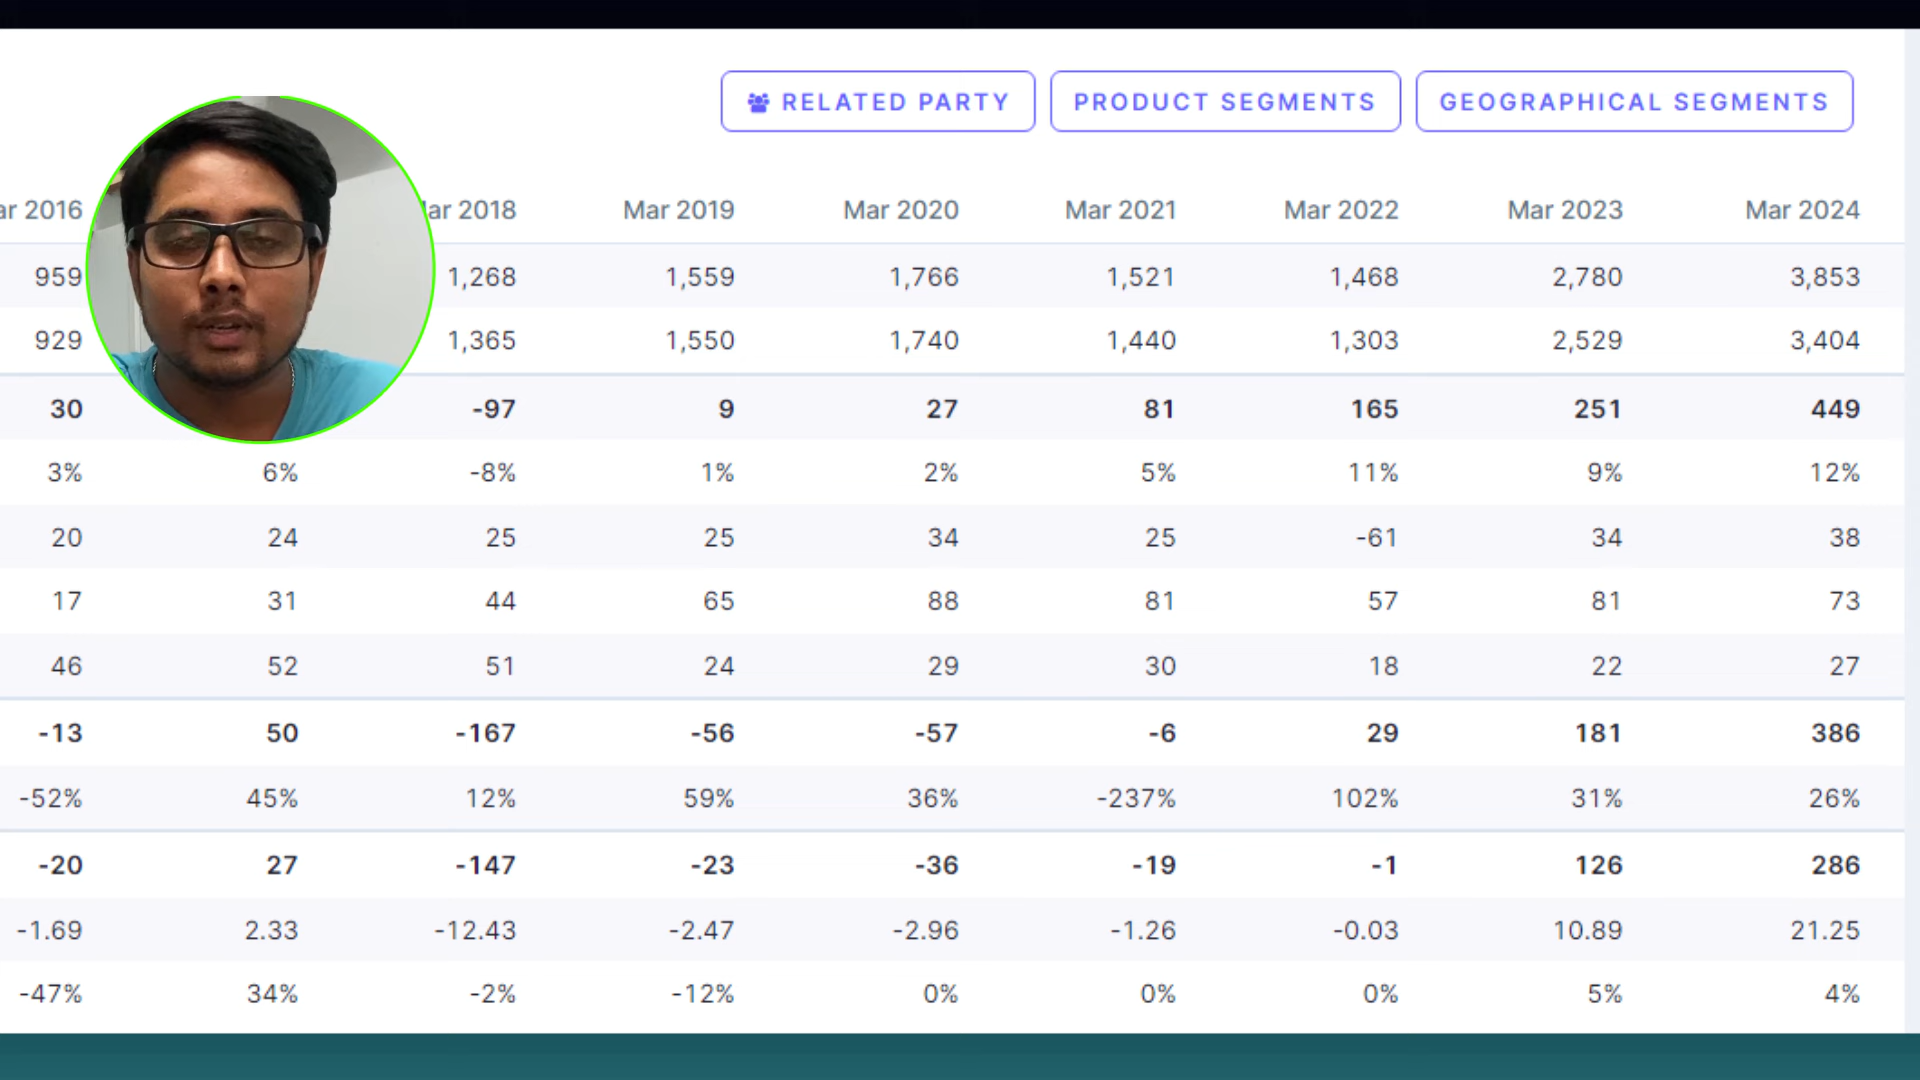 RELATED PARTY PRODUCT SEGMENTS GEOGRAPHICAL SEGMENTS
ar 2016 ar 2018 Mar 2019 Mar 2020 Mar 2021 Mar 2022 Mar 2023 Mar 2024
959 1,268 1,559 1,766 1,521 1,468 2,780 3,853
929 1,365 1,550 1,740 1,440 1,303 2,529 3,404
30 -97 9 27 81 165 251 449
3% 6% -8% 1% 2% 5% 11% 9% 12%
20 24 25 25 34 25 -61 34 38
17 31 44 65 88 81 57 81 73
46 52 51 24 29 30 18 22 27
-13 50 -167 -56 -57 -6 29 181 386
-52% 45% 12% 59% 36% -237% 102% 31% 26%
-20 27 -147 -23 -36 -19 -1 126 286
-1.69 2.33 -12.43 -2.47 -2.96 -1.26 -0.03 10.89 21.25
-47% 34% -2% -12% 0% 0% 0% 5% 4%